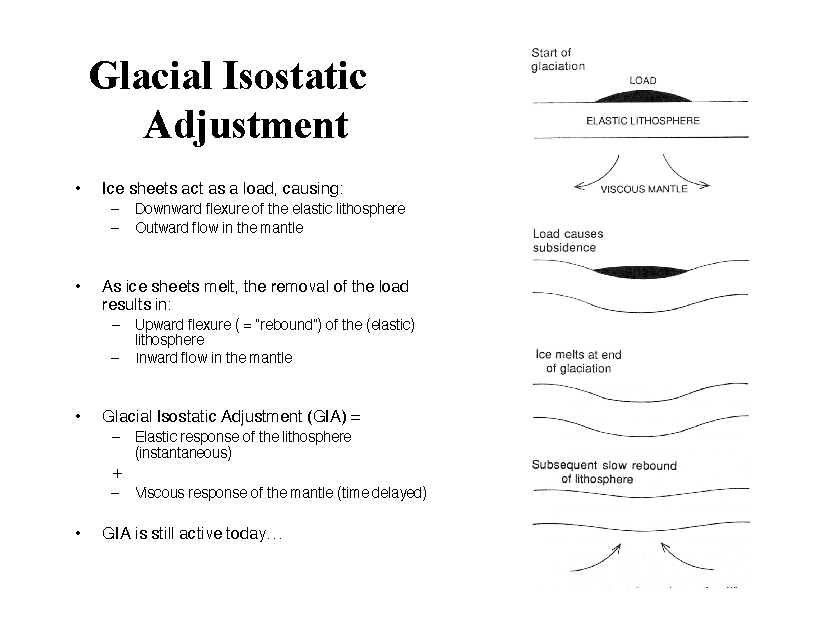 Glacial Isostatic
Adjustment
• Ice sheets act as a load, causing:
– Downward flexure of the elastic lithosphere
– Outward flow in the mantle
• As ice sheets melt, the removal of the load
results in:
– Upward flexure ( = "rebound") of the (elastic)
lithosphere
– Inward flow in the mantle
• Glacial Isostatic Adjustment (GIA) =
– Elastic response of the lithosphere
(instantaneous)
+
– Viscous response of the mantle (time delayed)
• GIA is still active today…
Start of
glaciation
LOAD
ELASTIC LITHOSPHERE
VISCOUS MANTLE
Load causes
subsidence
Ice melts at end
of glaciation
Subsequent slow rebound
of lithosphere